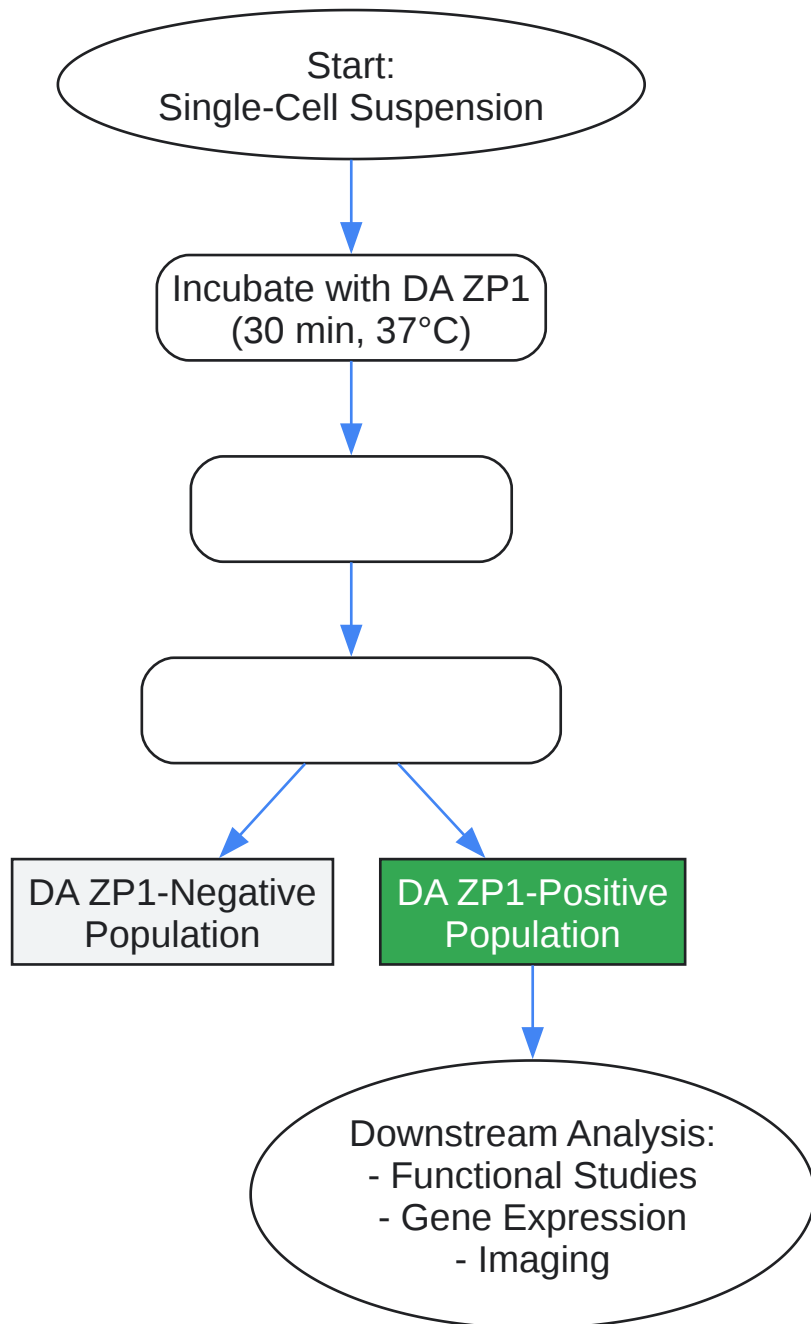 Start:
Single-Cell Suspension
Incubate with DA ZP1
(30 min, 37°C)
DA ZP1-Negative
Population
DA ZP1-Positive
Population
Downstream Analysis:
- Functional Studies
- Gene Expression
- Imaging